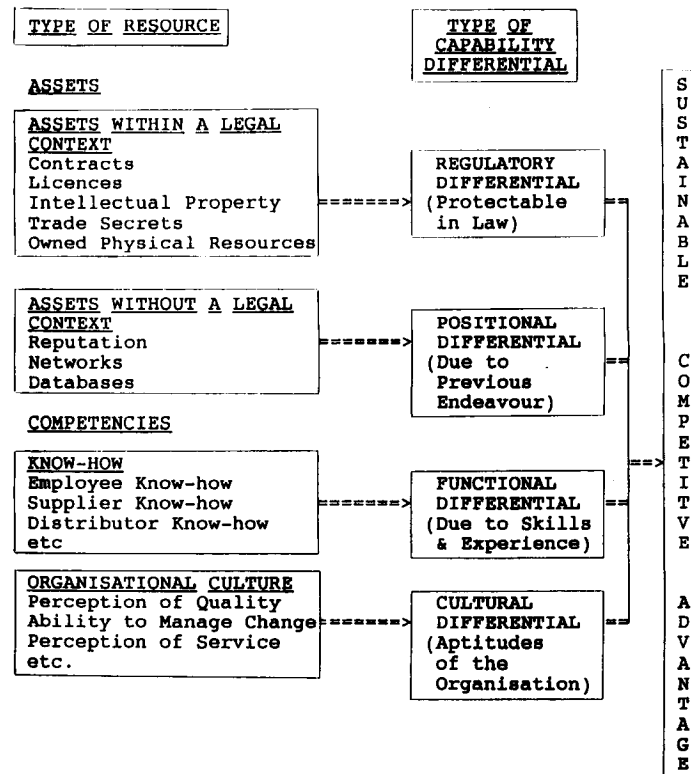 TYPE OF RESOURCE
TYPE OF
CAPABILITY
DIFFERENTIAL
ASSETS
ASSETS WITHIN A LEGAL
CONTEXT
Contracts
Licences
Intellectual Property
Trade Secrets
Owned Physical Resources
REGULATORY
DIFFERENTIAL
(Protectable
in Law)
ASSETS WITHOUT A LEGAL
CONTEXT
Reputation
Networks
Databases
POSITIONAL
DIFFERENTIAL
(Due to
Previous
Endeavour)
COMPETENCIES
KNOW-HOW
Employee Know-how
Supplier Know-how
Distributor Know-how
etc
FUNCTIONAL
DIFFERENTIAL
(Due to Skills
& Experience)
ORGANISATIONAL CULTURE
Perception of Quality
Ability to Manage Change
Perception of Service
etc.
CULTURAL
DIFFERENTIAL
(Aptitudes
of the
Organisation)
SUSTAINABLE COMPETITIVE ADVANTAGE